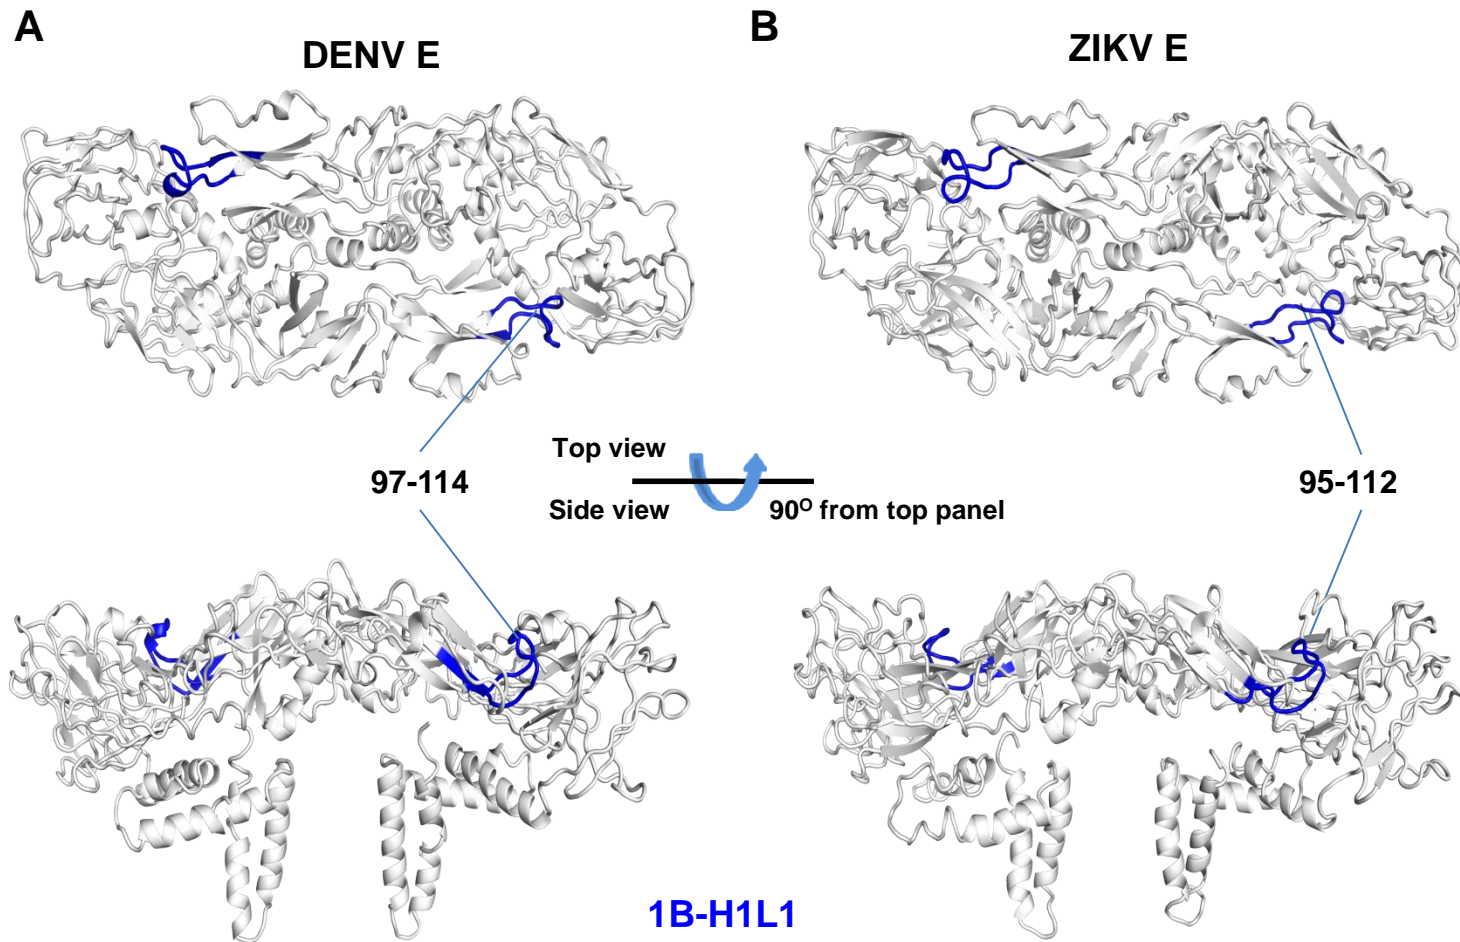 A
B
DENV E
ZIKV E
Top view
97-114
95-112
Side view
90º from top panel
1B-H1L1